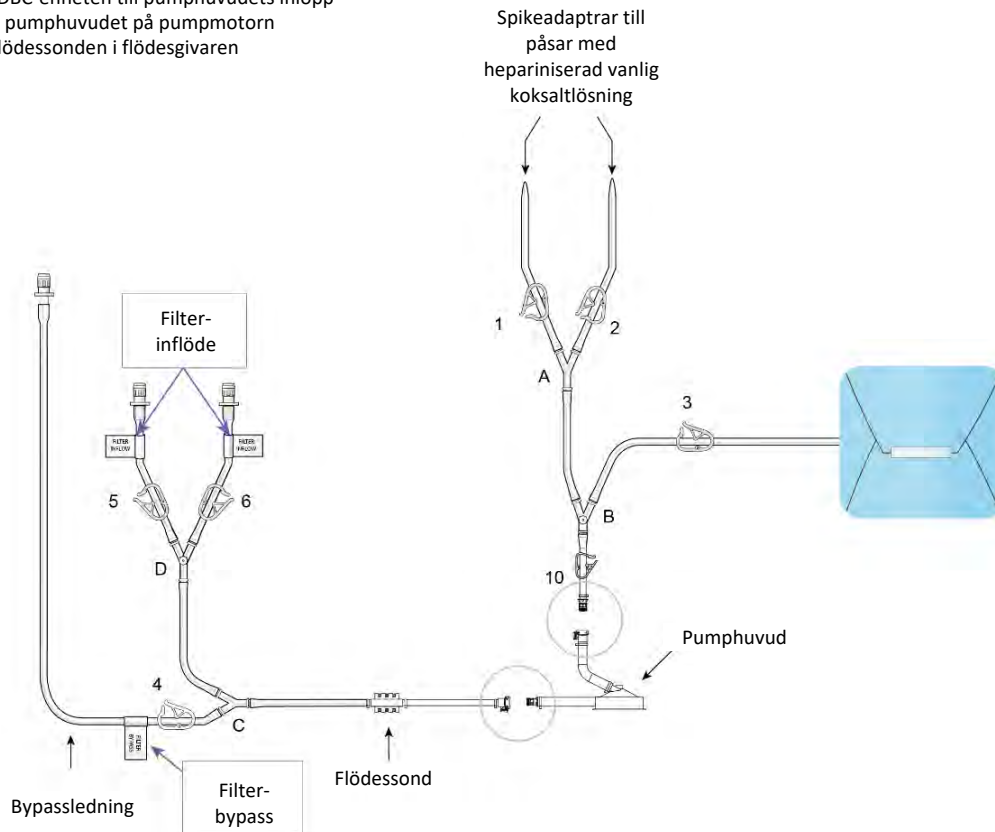 DBC-enheten till pumphuvudets inlopp
pumphuvudet på pumpmotorn
lödessonden i flödesgivaren
Spikeadaptrar till
påsar med
hepariniserad vanlig
koksaltlösning
1
2
A
3
B
10
Pumphuvud
Filter-
inflöde
FILTER
INFLOW
FILTER
INFLOW
5
6
D
4
C
FILTER
BYPASS
Flödessond
Bypassledning
Filter-
bypass